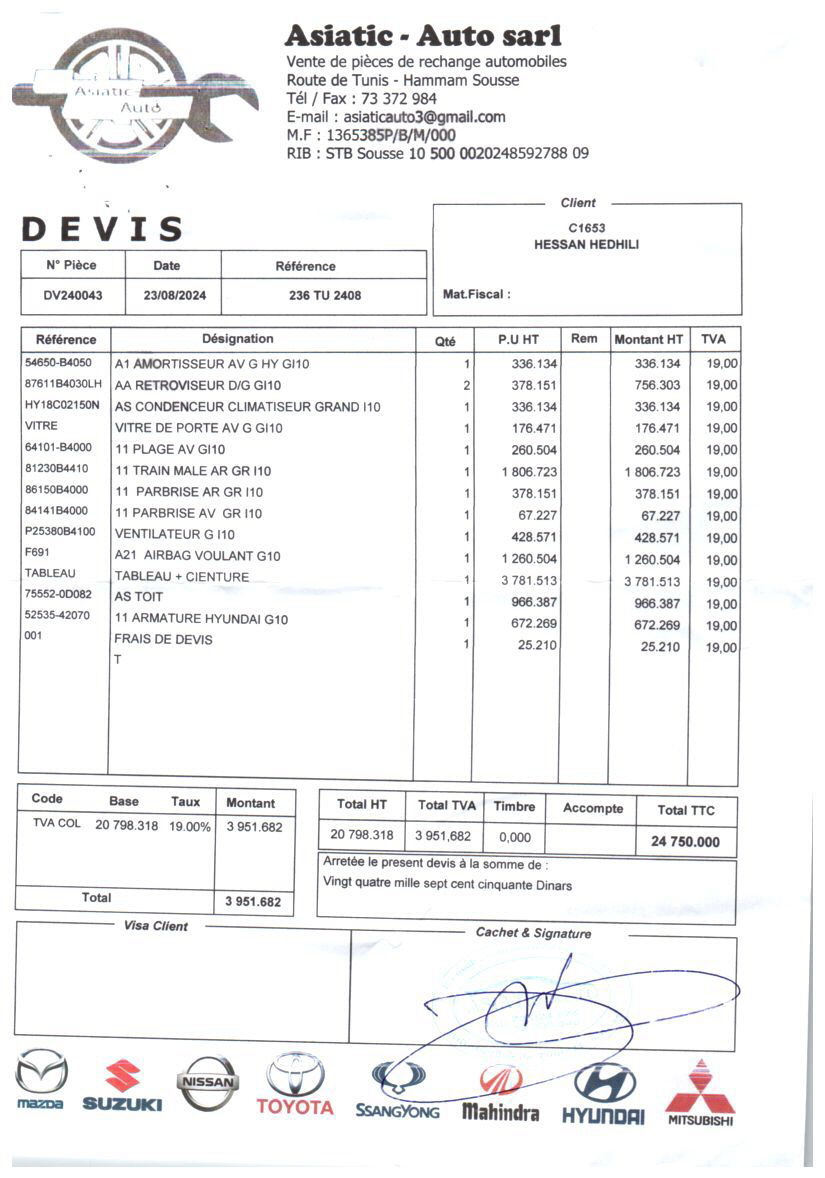 Asiatic - Auto sarl
Vente de pièces de rechange automobiles
Route de Tunis - Hammam Sousse
Tél / Fax : 73 372 984
E-mail : asiaticauto3@gmail.com
M.F : 1365385P/B/M/000
RIB : STB Sousse 10 500 0020248592788 09
Asiatic
Auto
DEVIS
Client
C1653
HESSAN HEDHILI
Mat.Fiscal :
N° Pièce Date Référence
DV240043 23/08/2024 236 TU 2408
Référence Désignation Qté P.U HT Rem Montant HT TVA
54650-B4050 A1 AMORTISSEUR AV G HY GI10 1 336.134 336.134 19,00
87611B4030LH AA RETROVISEUR D/G GI10 2 378.151 756.303 19,00
HY18C02150N AS CONDENCEUR CLIMATISEUR GRAND I10 1 336.134 336.134 19,00
VITRE VITRE DE PORTE AV G GI10 1 176.471 176.471 19,00
64101-B4000 11 PLAGE AV GI10 1 260.504 260.504 19,00
81230B4410 11 TRAIN MALE AR GR I10 1 1 806.723 1 806.723 19,00
86150B4000 11 PARBRISE AR GR I10 1 378.151 378.151 19,00
84141B4000 11 PARBRISE AV GR I10 1 67.227 67.227 19,00
P25380B4100 VENTILATEUR G I10 1 428.571 428.571 19,00
F691 A21 AIRBAG VOULANT G10 1 1 260.504 1 260.504 19,00
TABLEAU TABLEAU + CIENTURE 1 3 781.513 3 781.513 19,00
75552-0D082 AS TOIT 1 966.387 966.387 19,00
52535-42070 11 ARMATURE HYUNDAI G10 1 672.269 672.269 19,00
001 FRAIS DE DEVIS 1 25.210 25.210 19,00
T
Code Base Taux Montant
TVA COL 20 798.318 19.00% 3 951.682
Total 3 951.682
Total HT Total TVA Timbre Accompte Total TTC
20 798.318 3 951,682 0,000 24 750.000
Arretée le present devis à la somme de :
Vingt quatre mille sept cent cinquante Dinars
Visa Client
Cachet & Signature
mazda
SUZUKI
NISSAN
TOYOTA
SSANGYONG
Mahindra
HYUNDAI
MITSUBISHI